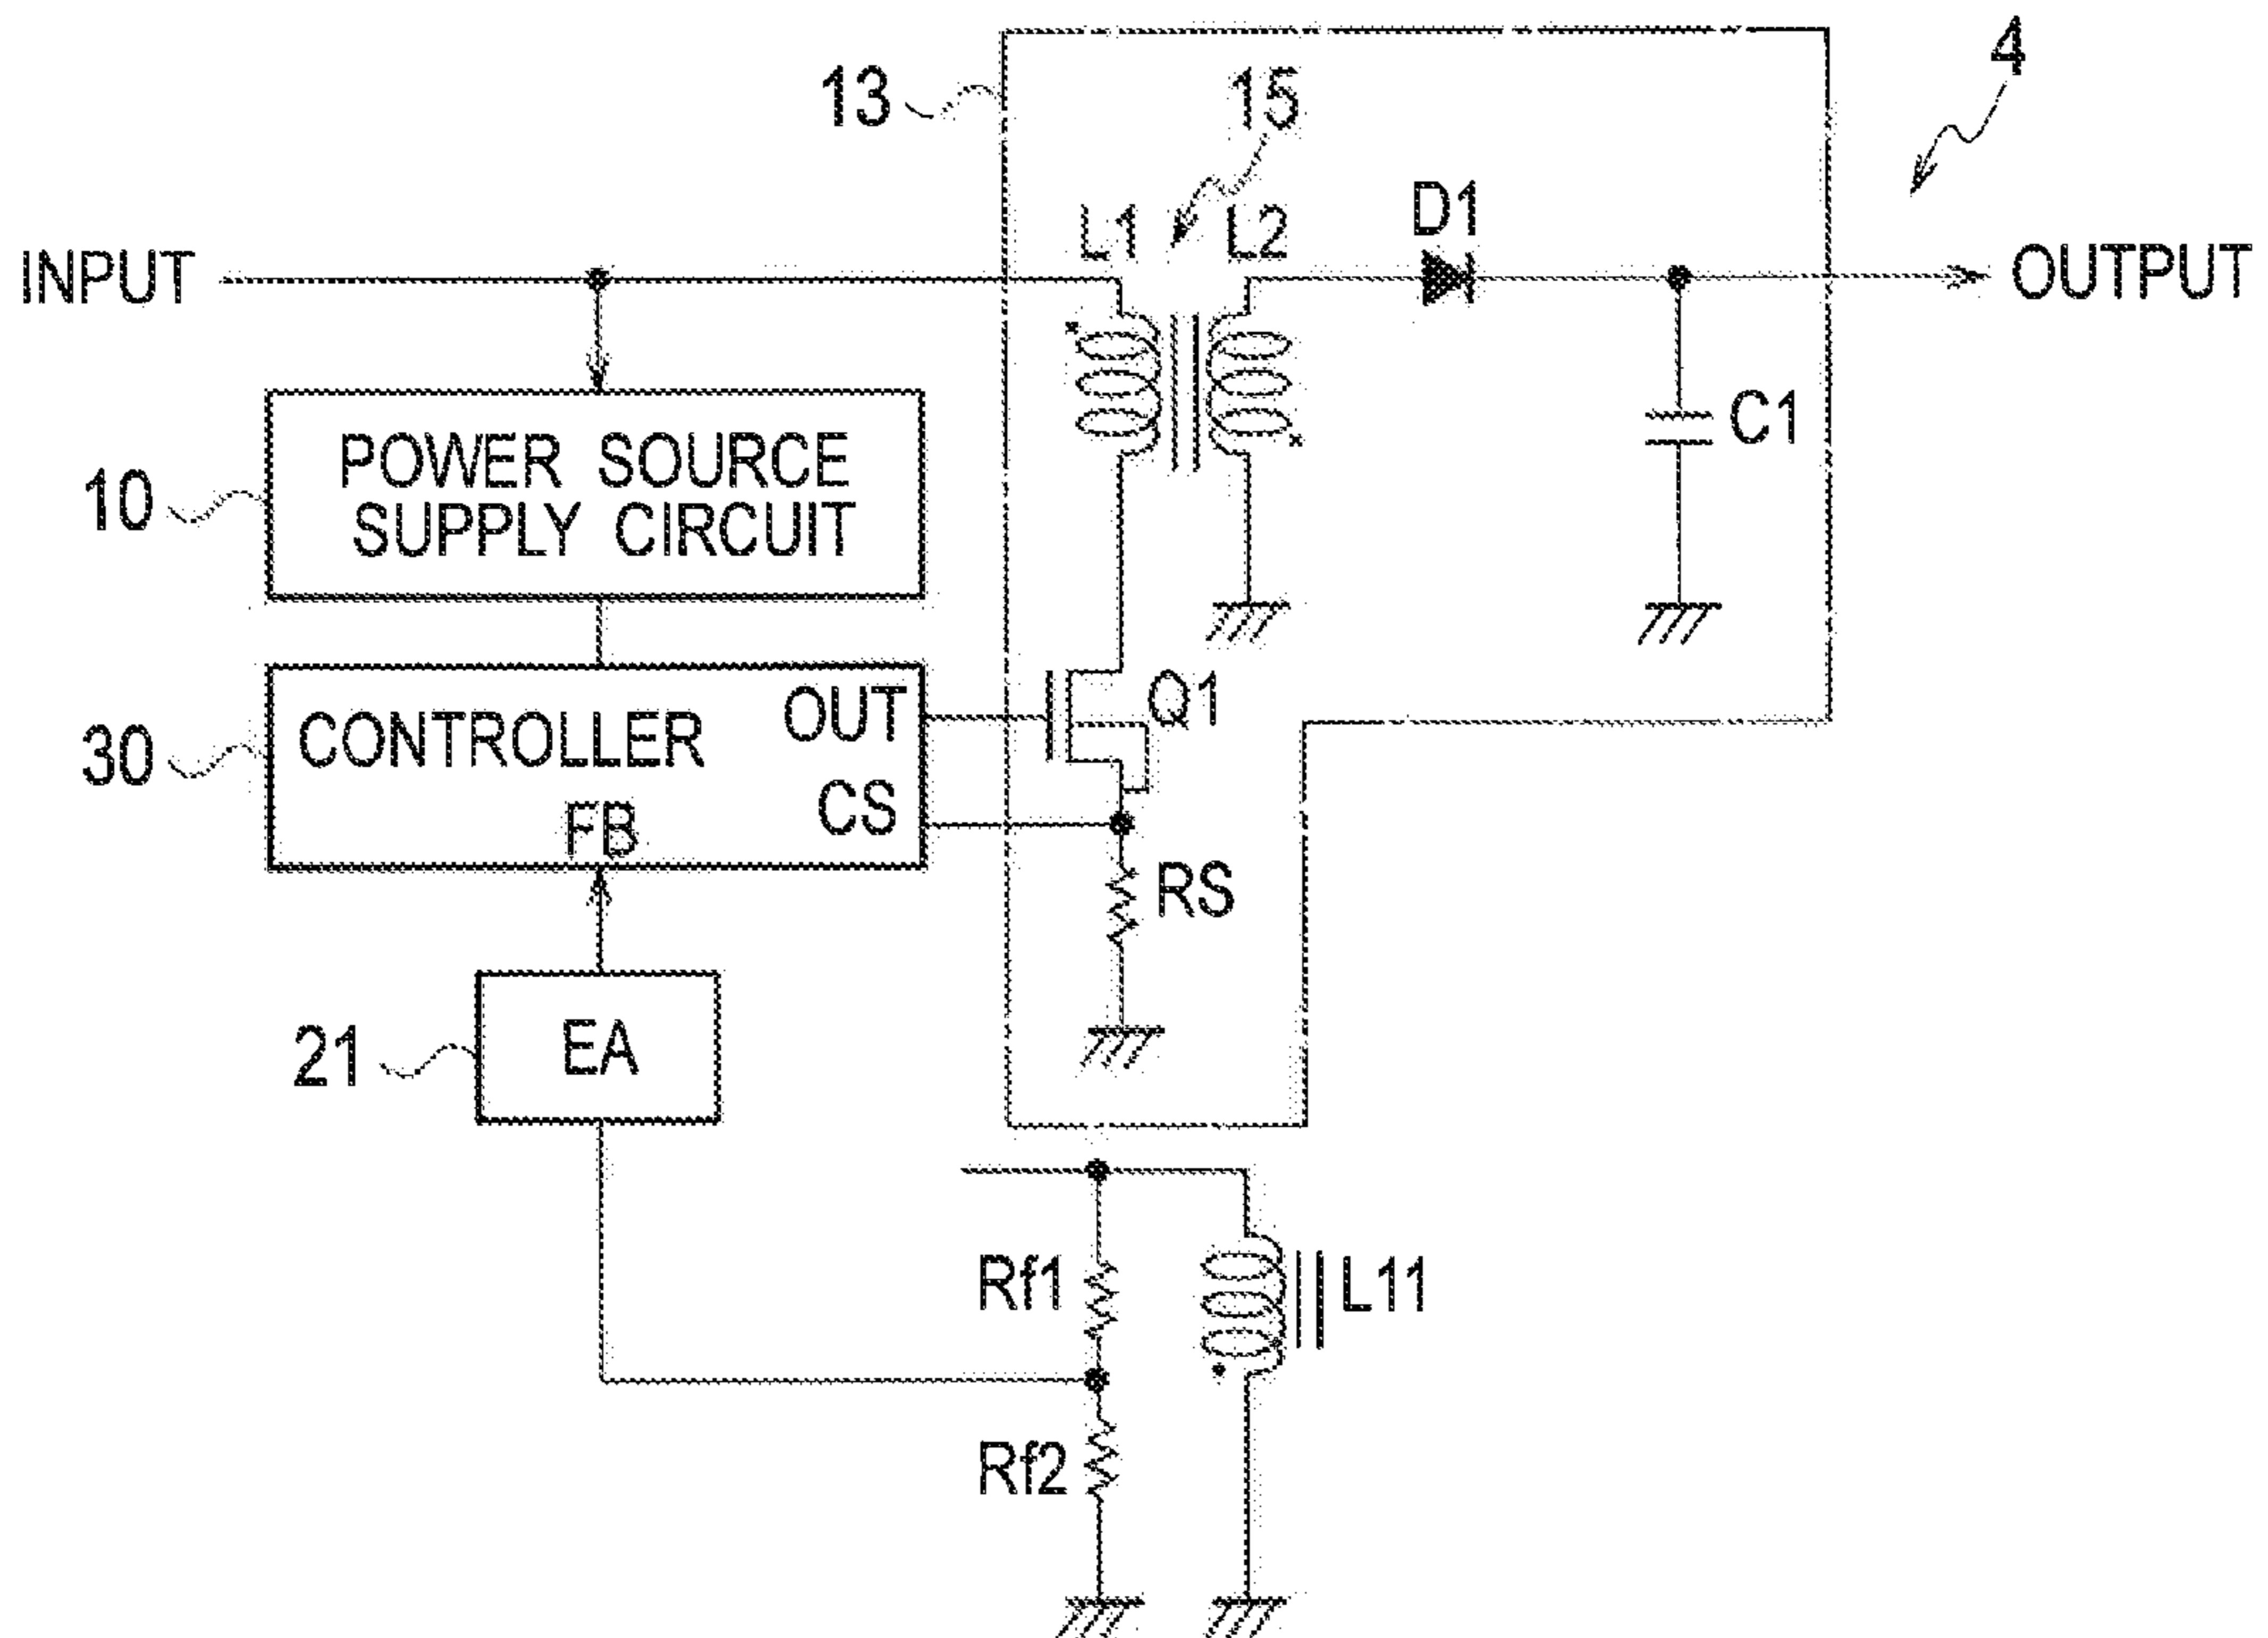 4
13
15
L1
L2
D1
INPUT
OUTPUT
C1
10
POWER SOURCE
SUPPLY CIRCUIT
30
CONTROLLER
OUT
CS
FB
Q1
RS
21
EA
Rf1
L11
Rf2